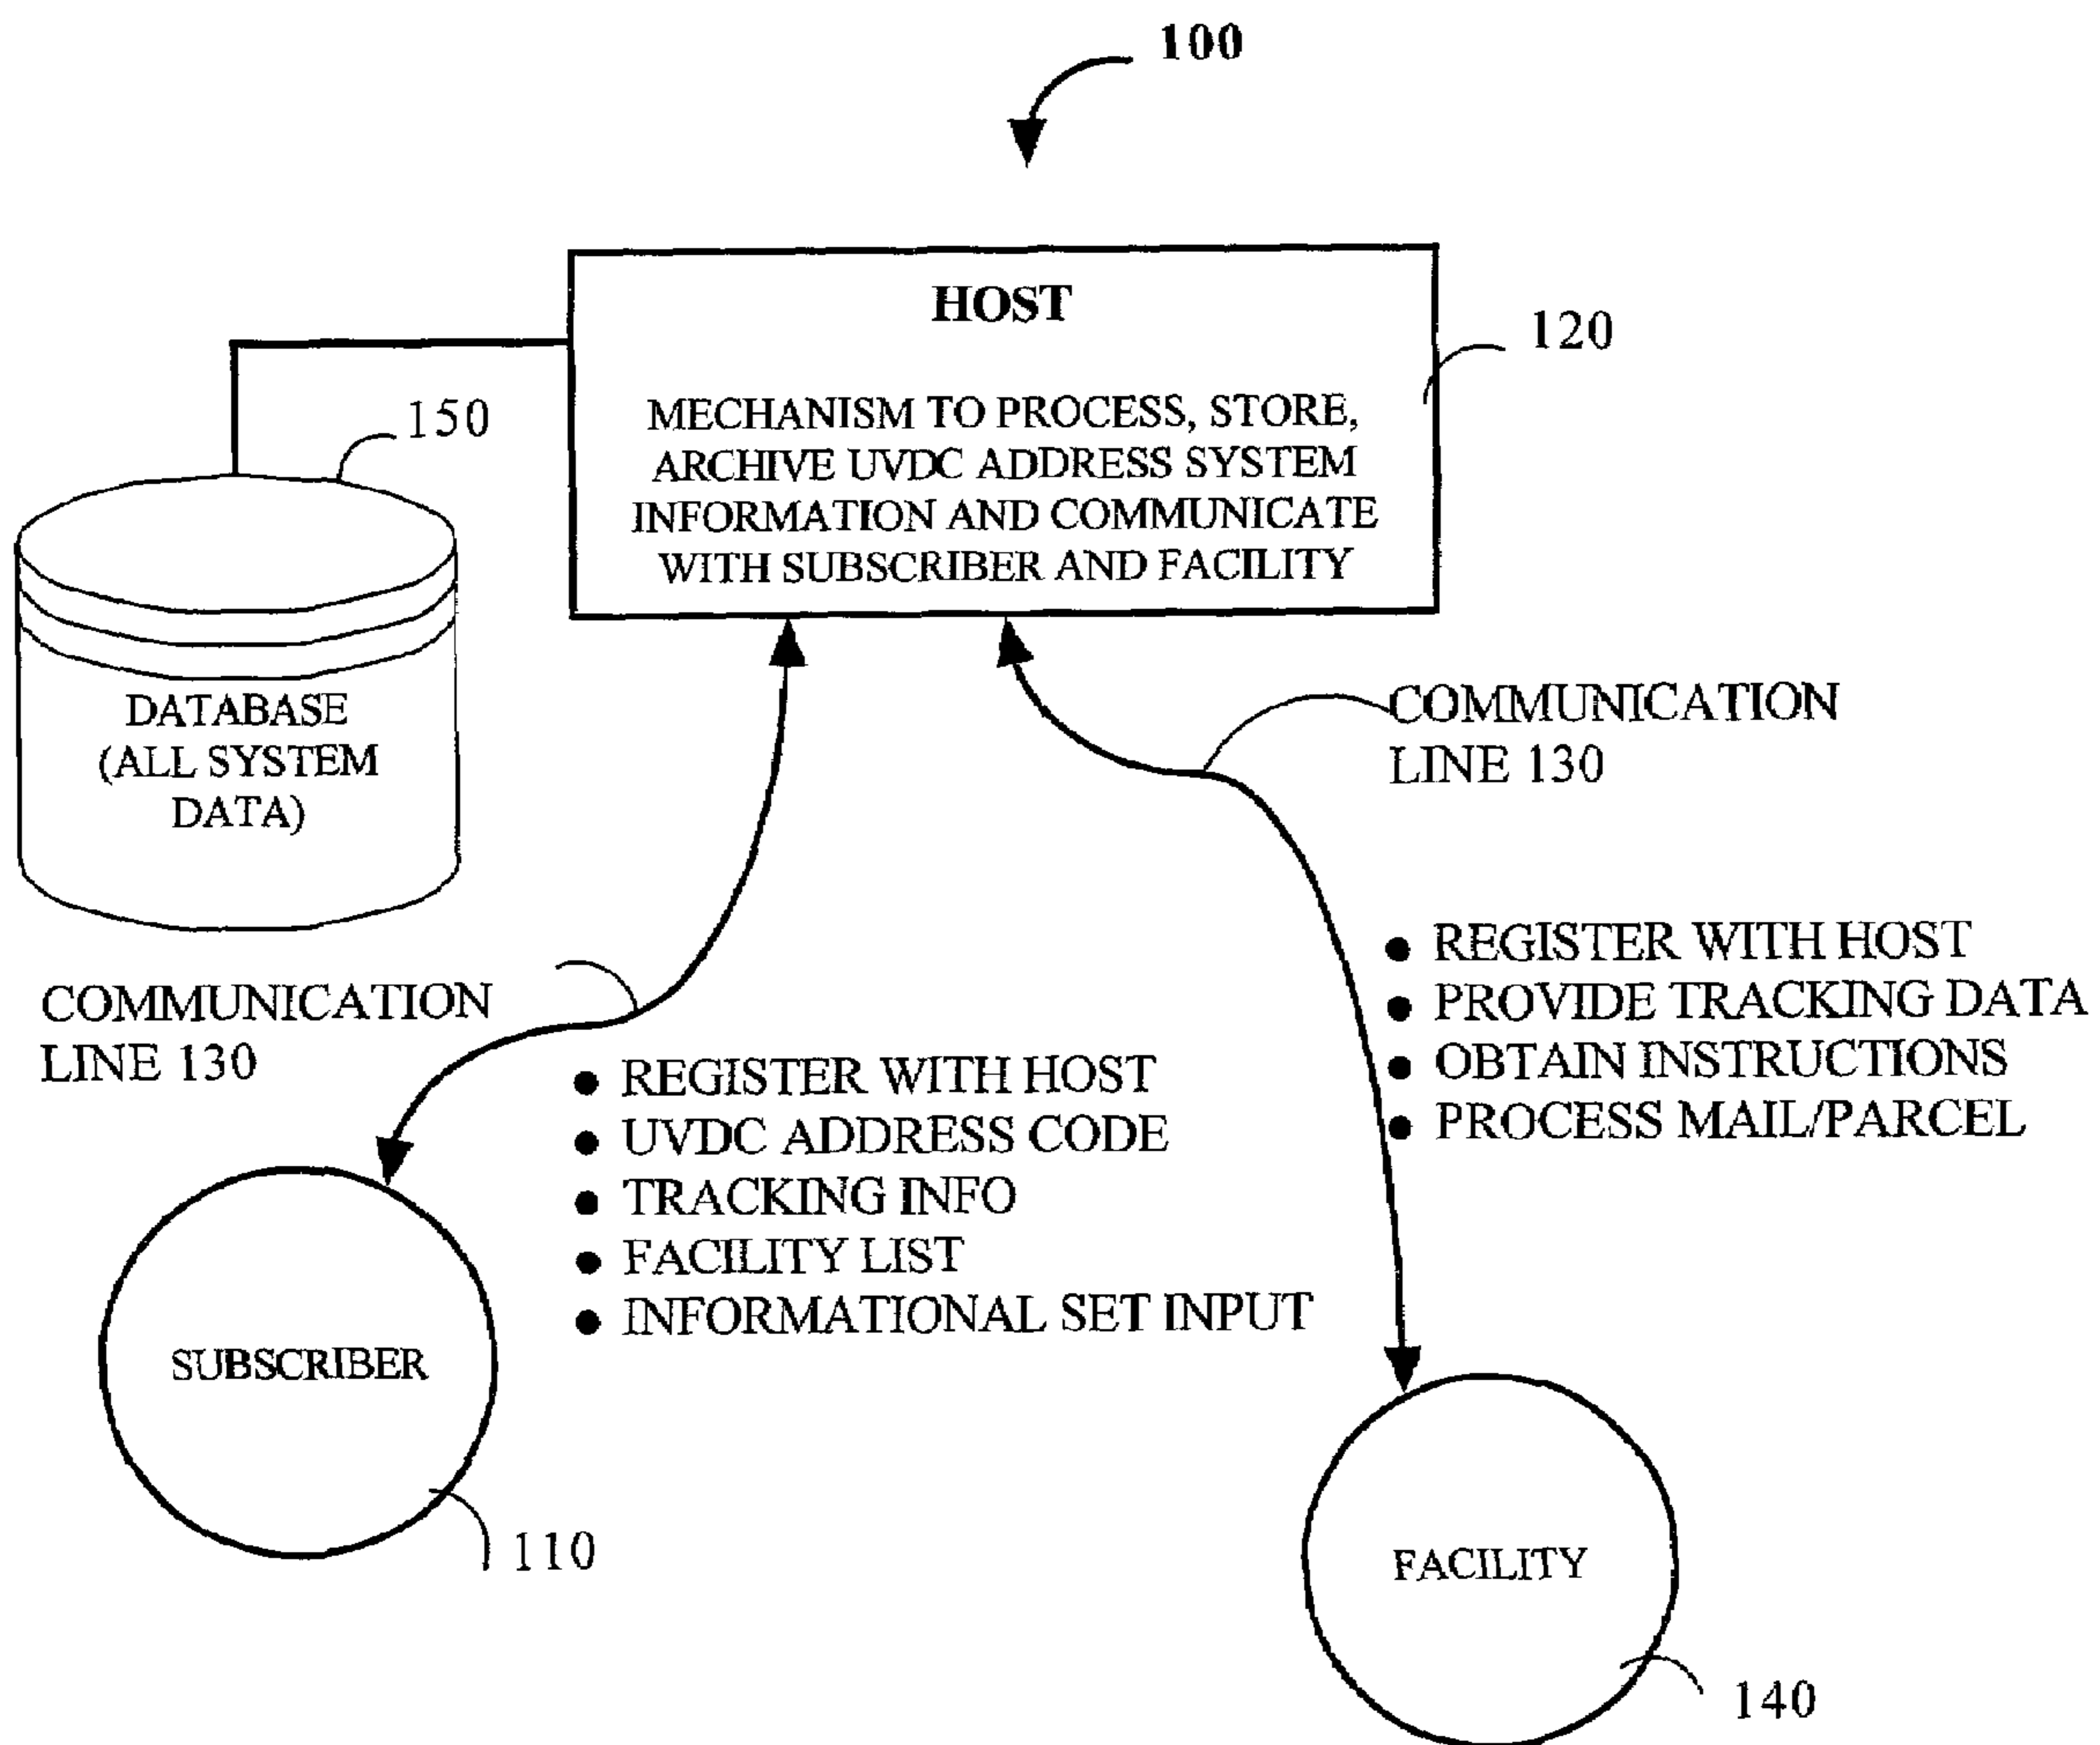 100
HOST
120
MECHANISM TO PROCESS, STORE,
ARCHIVE UVDC ADDRESS SYSTEM
INFORMATION AND COMMUNICATE
WITH SUBSCRIBER AND FACILITY
150
DATABASE
(ALL SYSTEM
DATA)
COMMUNICATION
LINE 130
COMMUNICATION
LINE 130
● REGISTER WITH HOST
● PROVIDE TRACKING DATA
● OBTAIN INSTRUCTIONS
● PROCESS MAIL/PARCEL
● REGISTER WITH HOST
● UVDC ADDRESS CODE
● TRACKING INFO
● FACILITY LIST
● INFORMATIONAL SET INPUT
SUBSCRIBER
110
FACILITY
140